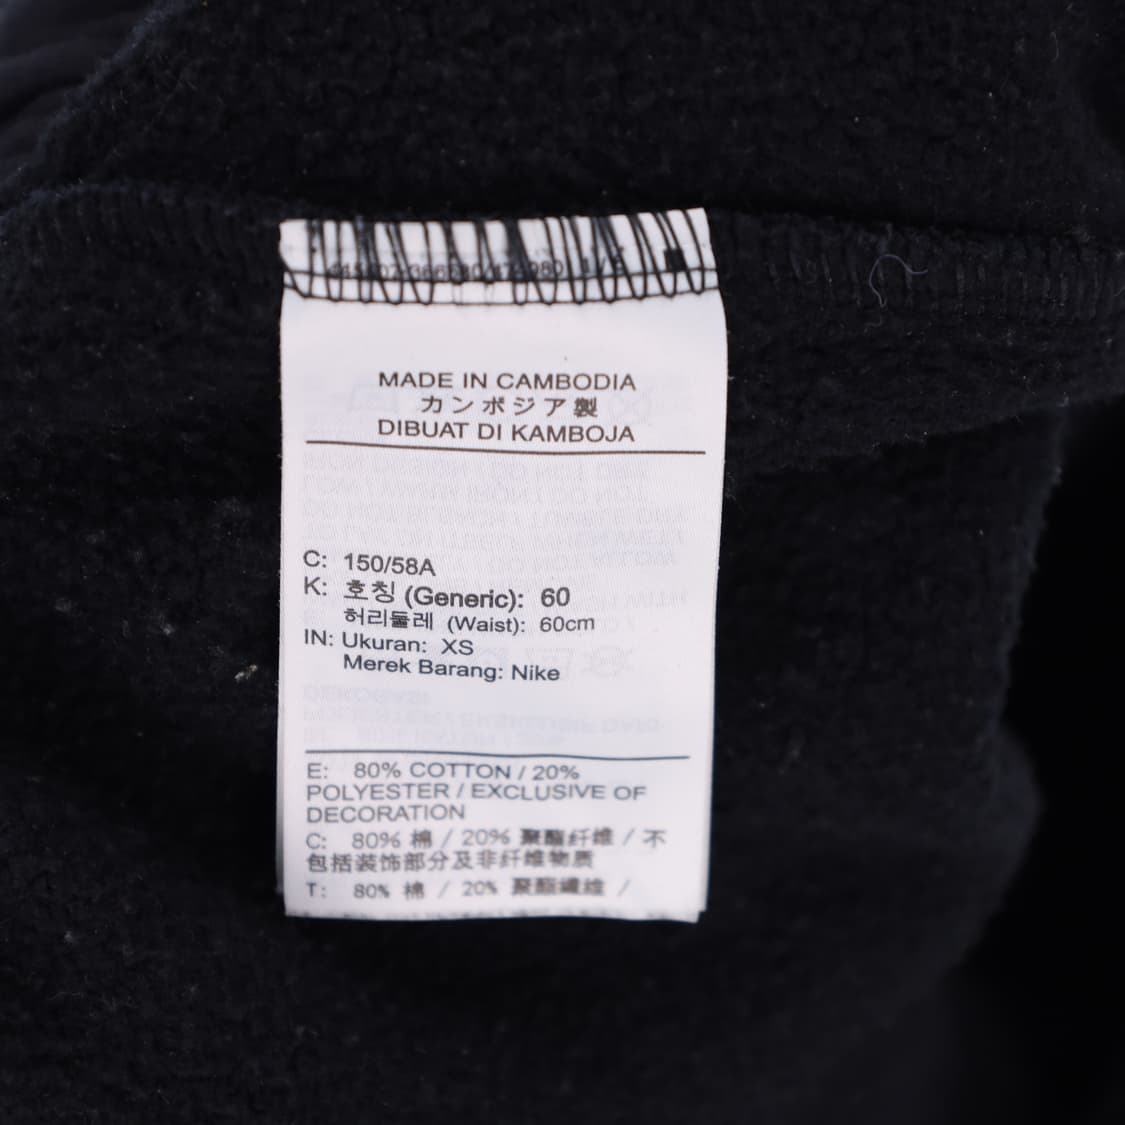 MADE IN CAMBODIA
カンボジア製
DIBUAT DI KAMBOJA
C: 150/58A
K: 호칭 (Generic): 60
허리둘레 (Waist): 60cm
IN: Ukuran: XS
Merek Barang: Nike
E: 80% COTTON / 20%
POLYESTER / EXCLUSIVE OF
DECORATION
C: 80% 棉 / 20% 聚酯纤维 / 不
包括装饰部分及非纤维物质
T: 80% 棉 / 20% 聚酯纖維 /